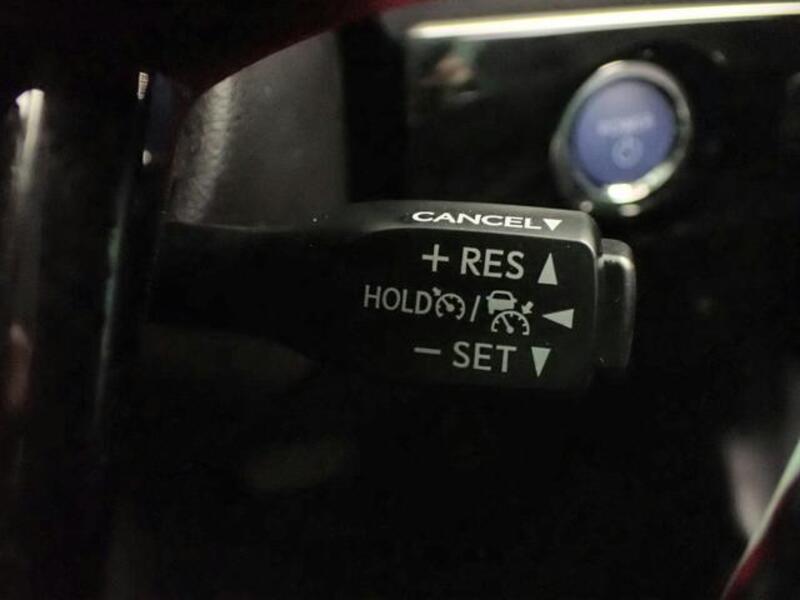 CANCEL▼
+ RES ▲
HOLD / ◄
− SET ▼